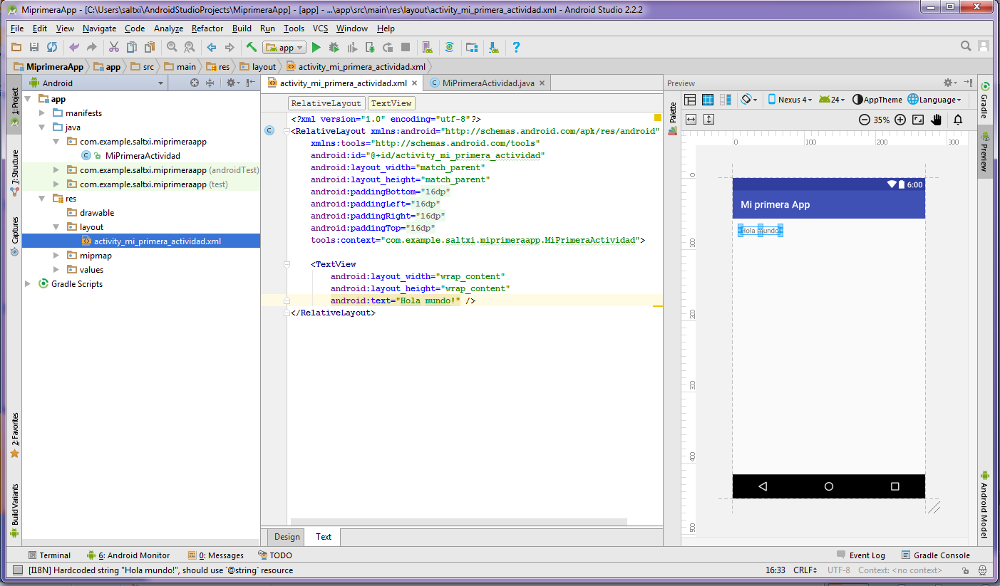 MiprimeraApp - [C:\Users\saltxi\AndroidStudioProjects\MiprimeraApp] - [app] - ...\app\src\main\res\layout\activity_mi_primera_actividad.xml - Android Studio 2.2.2
File Edit View Navigate Code Analyze Refactor Build Run Tools VCS Window Help
app
MiprimeraApp app src main res layout activity_mi_primera_actividad.xml
Android
activity_mi_primera_actividad.xml MiPrimeraActividad.java
Preview
1: Project
7: Structure
Captures
2: Favorites
Build Variants
app
manifests
java
com.example.saltxi.miprimeraapp
MiPrimeraActividad
com.example.saltxi.miprimeraapp (androidTest)
com.example.saltxi.miprimeraapp (test)
res
drawable
layout
activity_mi_primera_actividad.xml
mipmap
values
Gradle Scripts
RelativeLayout TextView
<?xml version="1.0" encoding="utf-8"?>
<RelativeLayout xmlns:android="http://schemas.android.com/apk/res/android"
xmlns:tools="http://schemas.android.com/tools"
android:id="@+id/activity_mi_primera_actividad"
android:layout_width="match_parent"
android:layout_height="match_parent"
android:paddingBottom="16dp"
android:paddingLeft="16dp"
android:paddingRight="16dp"
android:paddingTop="16dp"
tools:context="com.example.saltxi.miprimeraapp.MiPrimeraActividad">
<TextView
android:layout_width="wrap_content"
android:layout_height="wrap_content"
android:text="Hola mundo!" />
</RelativeLayout>
Design Text
Palette
Nexus 4 24 AppTheme Language
35%
0 100 200 300
0
100
200
300
400
500
6:00
Mi primera App
Hola mundo!
Gradle
Preview
Android Model
Terminal 6: Android Monitor 0: Messages TODO Event Log Gradle Console
[I18N] Hardcoded string "Hola mundo!", should use `@string` resource 16:33 CRLF UTF-8 Context: <no context>